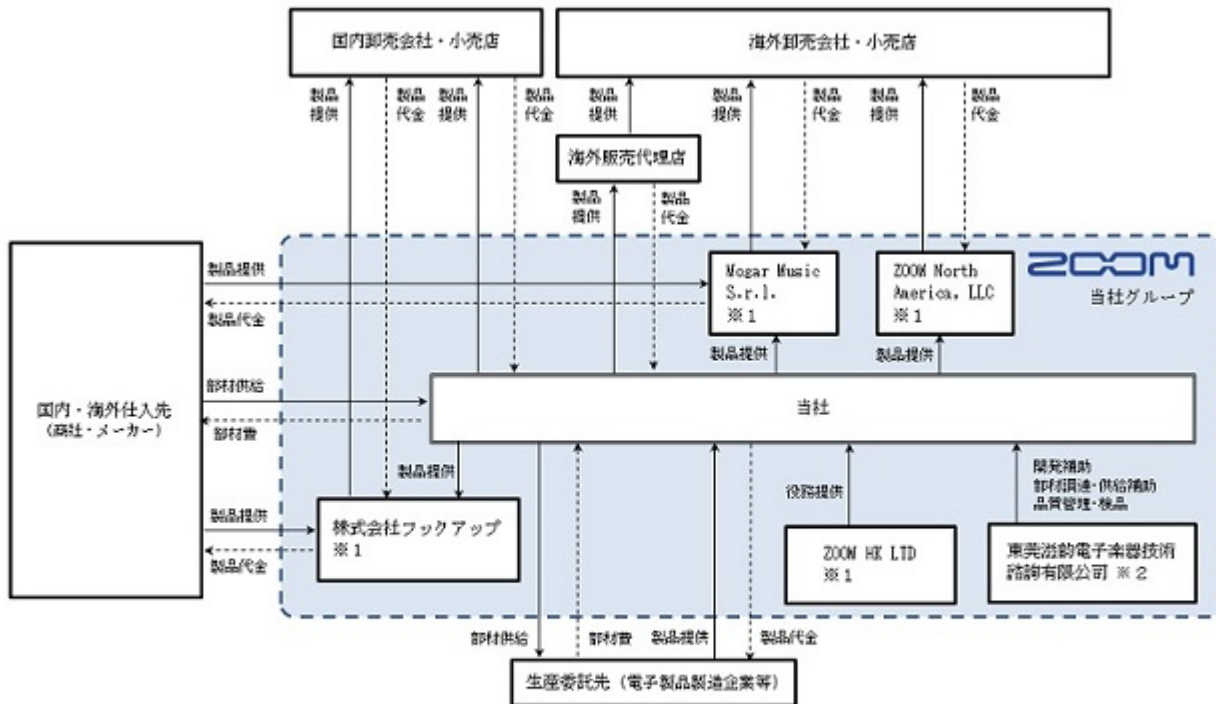 国内卸売会社・小売店
海外卸売会社・小売店
製品
提供
製品
代金
製品
提供
製品
代金
製品
提供
製品
提供
製品
代金
製品
提供
製品
代金
海外販売代理店
製品
提供
製品
代金
ZOOM
当社グループ
製品提供
製品代金
Mogar Music
S.r.l.
※1
ZOOM North
America, LLC
※1
製品提供
製品提供
国内・海外仕入先
(商社・メーカー)
部材供給
部材費
当社
製品提供
役務提供
開発補助
部材調達・供給補助
品質管理・検品
製品提供
製品代金
株式会社フックアップ
※1
ZOOM HK LTD
※1
東莞滋韵電子楽器技術
諮詢有限公司 ※2
部材供給
部材費
製品提供
製品代金
生産委託先(電子製品製造企業等)